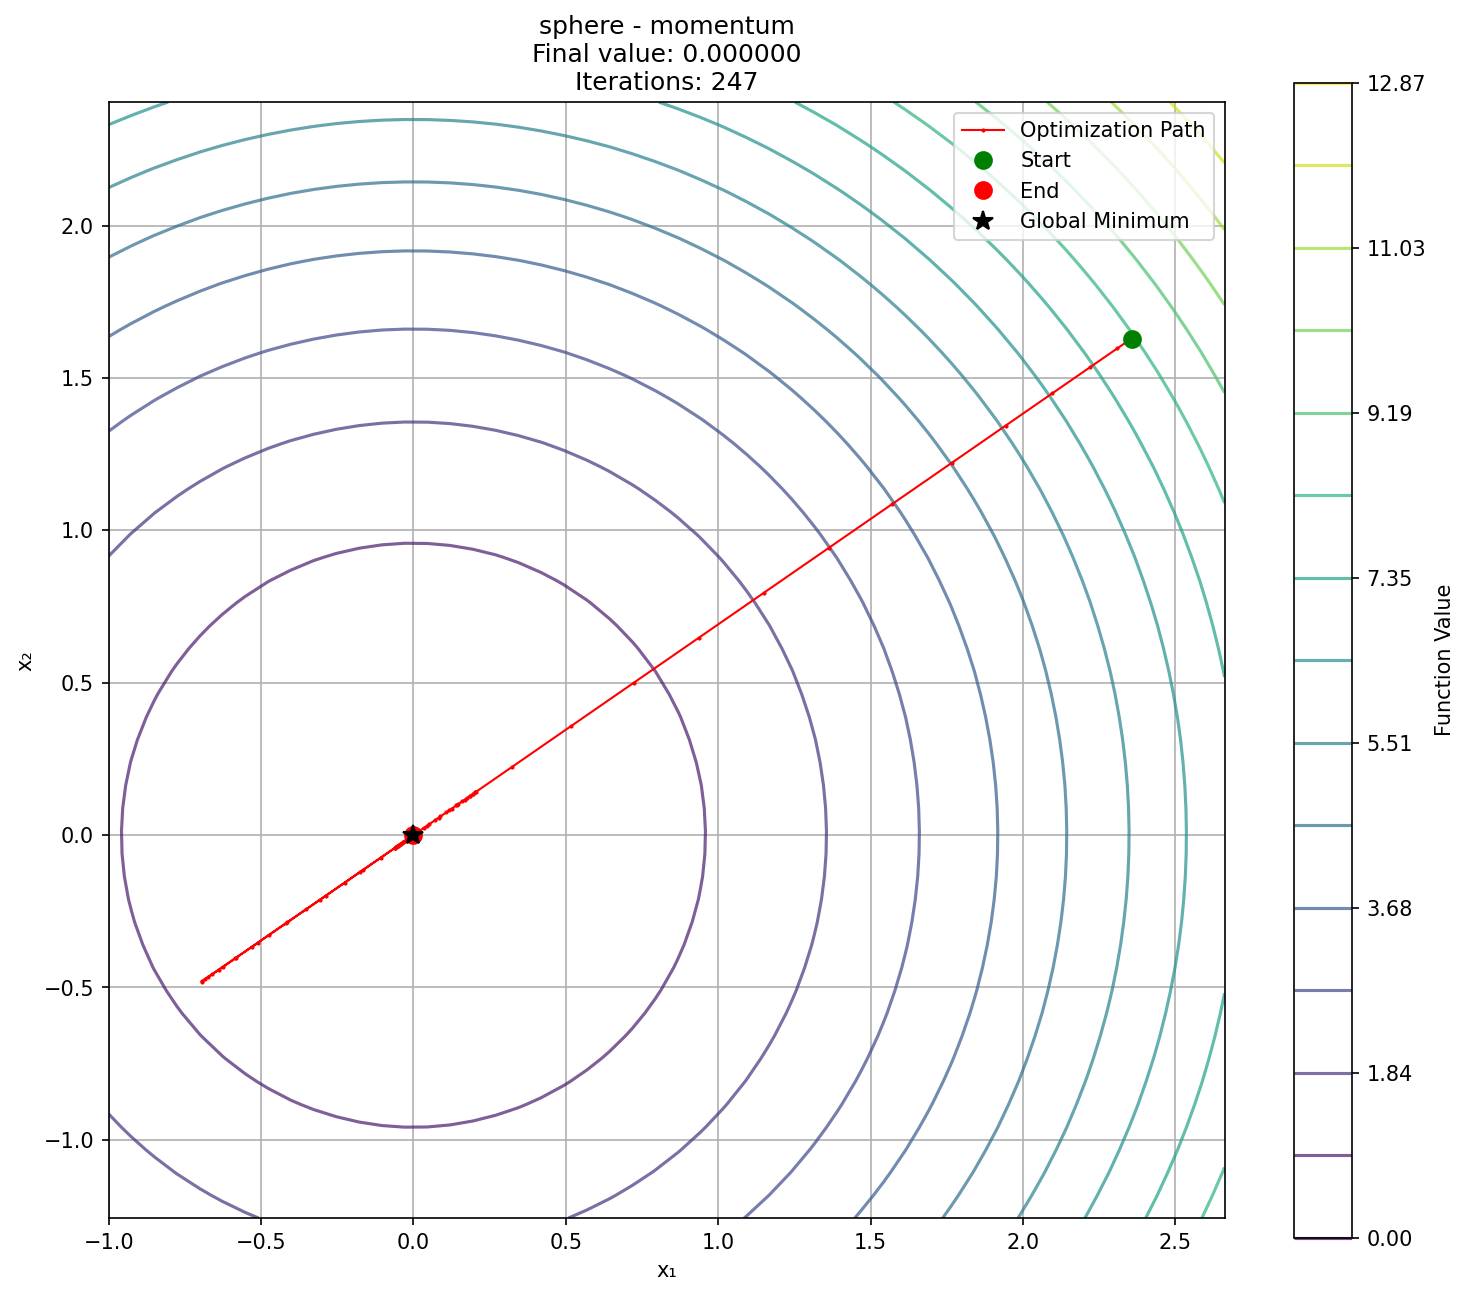 sphere - momentum
Final value: 0.000000
Iterations: 247
Optimization Path
Start
End
Global Minimum
2.0
1.5
1.0
0.5
0.0
−0.5
−1.0
x₂
−1.0
−0.5
0.0
0.5
1.0
1.5
2.0
2.5
x₁
12.87
11.03
9.19
7.35
5.51
3.68
1.84
0.00
Function Value